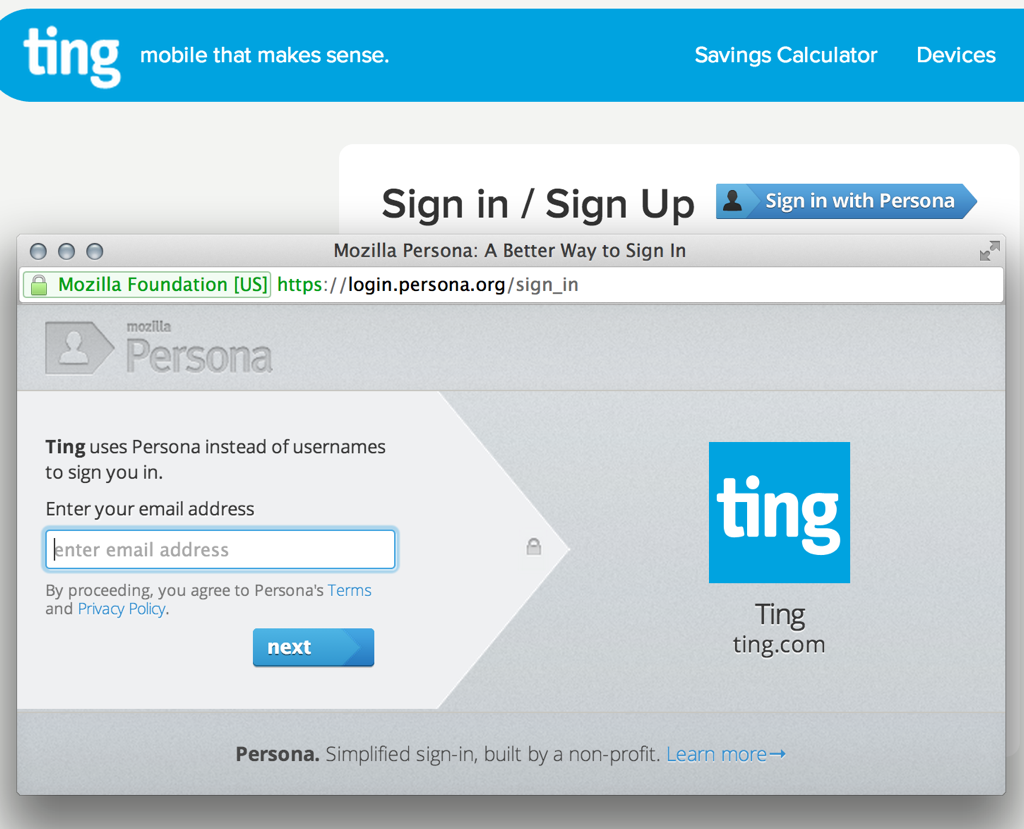 ting
mobile that makes sense.
Savings Calculator
Devices
Sign in / Sign Up
Sign in with Persona
Mozilla Persona: A Better Way to Sign In
Mozilla Foundation [US] https://login.persona.org/sign_in
mozilla
Persona
Ting uses Persona instead of usernames
to sign you in.
Enter your email address
enter email address
By proceeding, you agree to Persona's Terms
and Privacy Policy.
next
ting
Ting
ting.com
Persona. Simplified sign-in, built by a non-profit. Learn more→